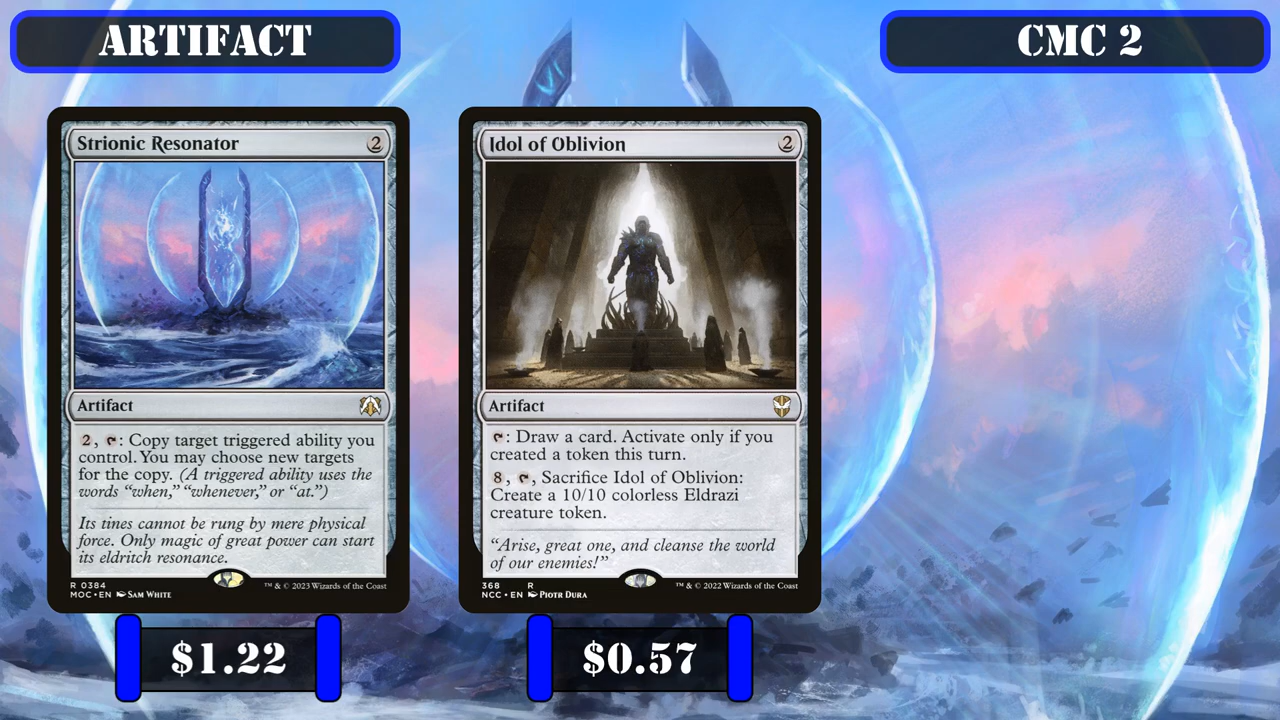 ARTIFACT
CMC 2
Strionic Resonator 2
Artifact
2, : Copy target triggered ability you
control. You may choose new targets
for the copy. (A triggered ability uses the
words “when,” “whenever,” or “at.”)
Its tines cannot be rung by mere physical
force. Only magic of great power can start
its eldritch resonance.
R 0384
MOC • EN SAM WHITE
™ & © 2023 Wizards of the Coast
$1.22
Idol of Oblivion 2
Artifact
: Draw a card. Activate only if you
created a token this turn.
8, , Sacrifice Idol of Oblivion:
Create a 10/10 colorless Eldrazi
creature token.
“Arise, great one, and cleanse the world
of our enemies!”
368 R
NCC • EN PIOTR DURA
™ & © 2022 Wizards of the Coast
$0.57